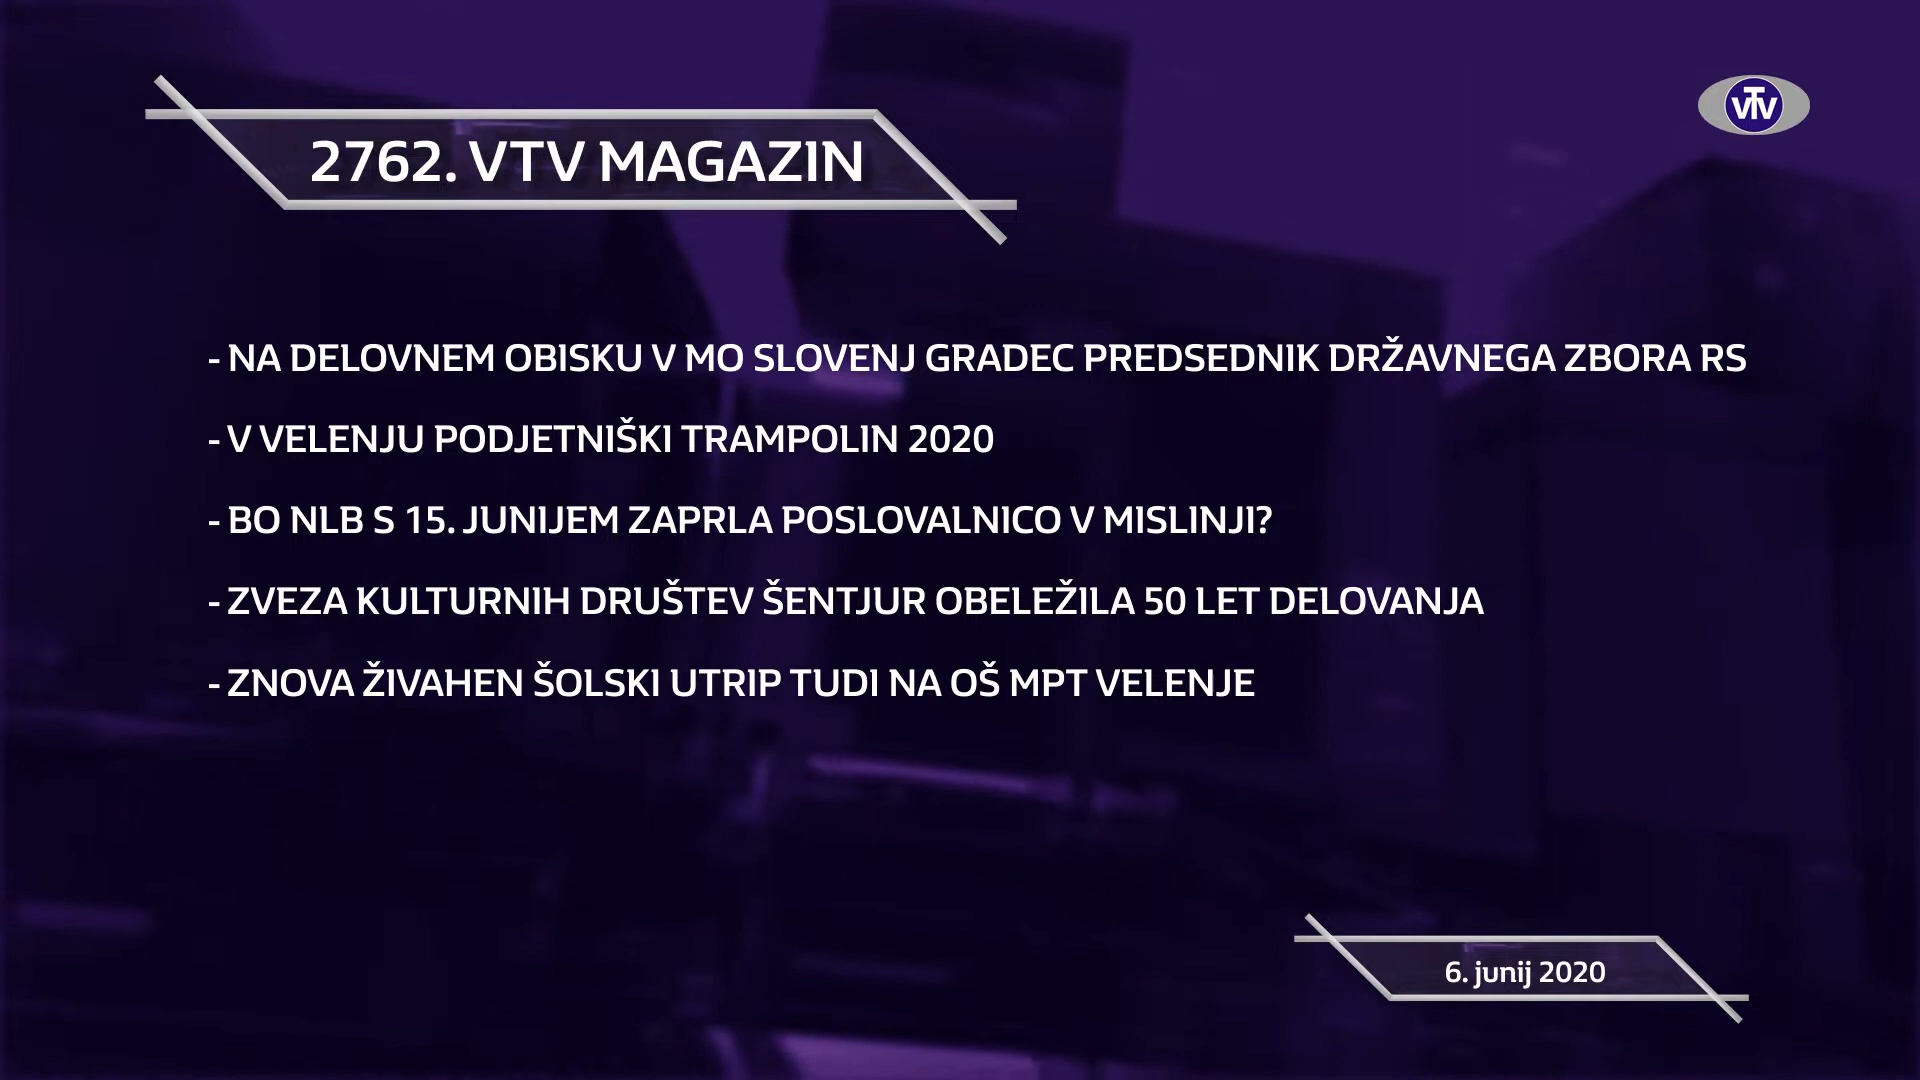 2762. VTV MAGAZIN
VTV
- NA DELOVNEM OBISKU V MO SLOVENJ GRADEC PREDSEDNIK DRŽAVNEGA ZBORA RS
- V VELENJU PODJETNIŠKI TRAMPOLIN 2020
- BO NLB S 15. JUNIJEM ZAPRLA POSLOVALNICO V MISLINJI?
- ZVEZA KULTURNIH DRUŠTEV ŠENTJUR OBELEŽILA 50 LET DELOVANJA
- ZNOVA ŽIVAHEN ŠOLSKI UTRIP TUDI NA OŠ MPT VELENJE
6. junij 2020